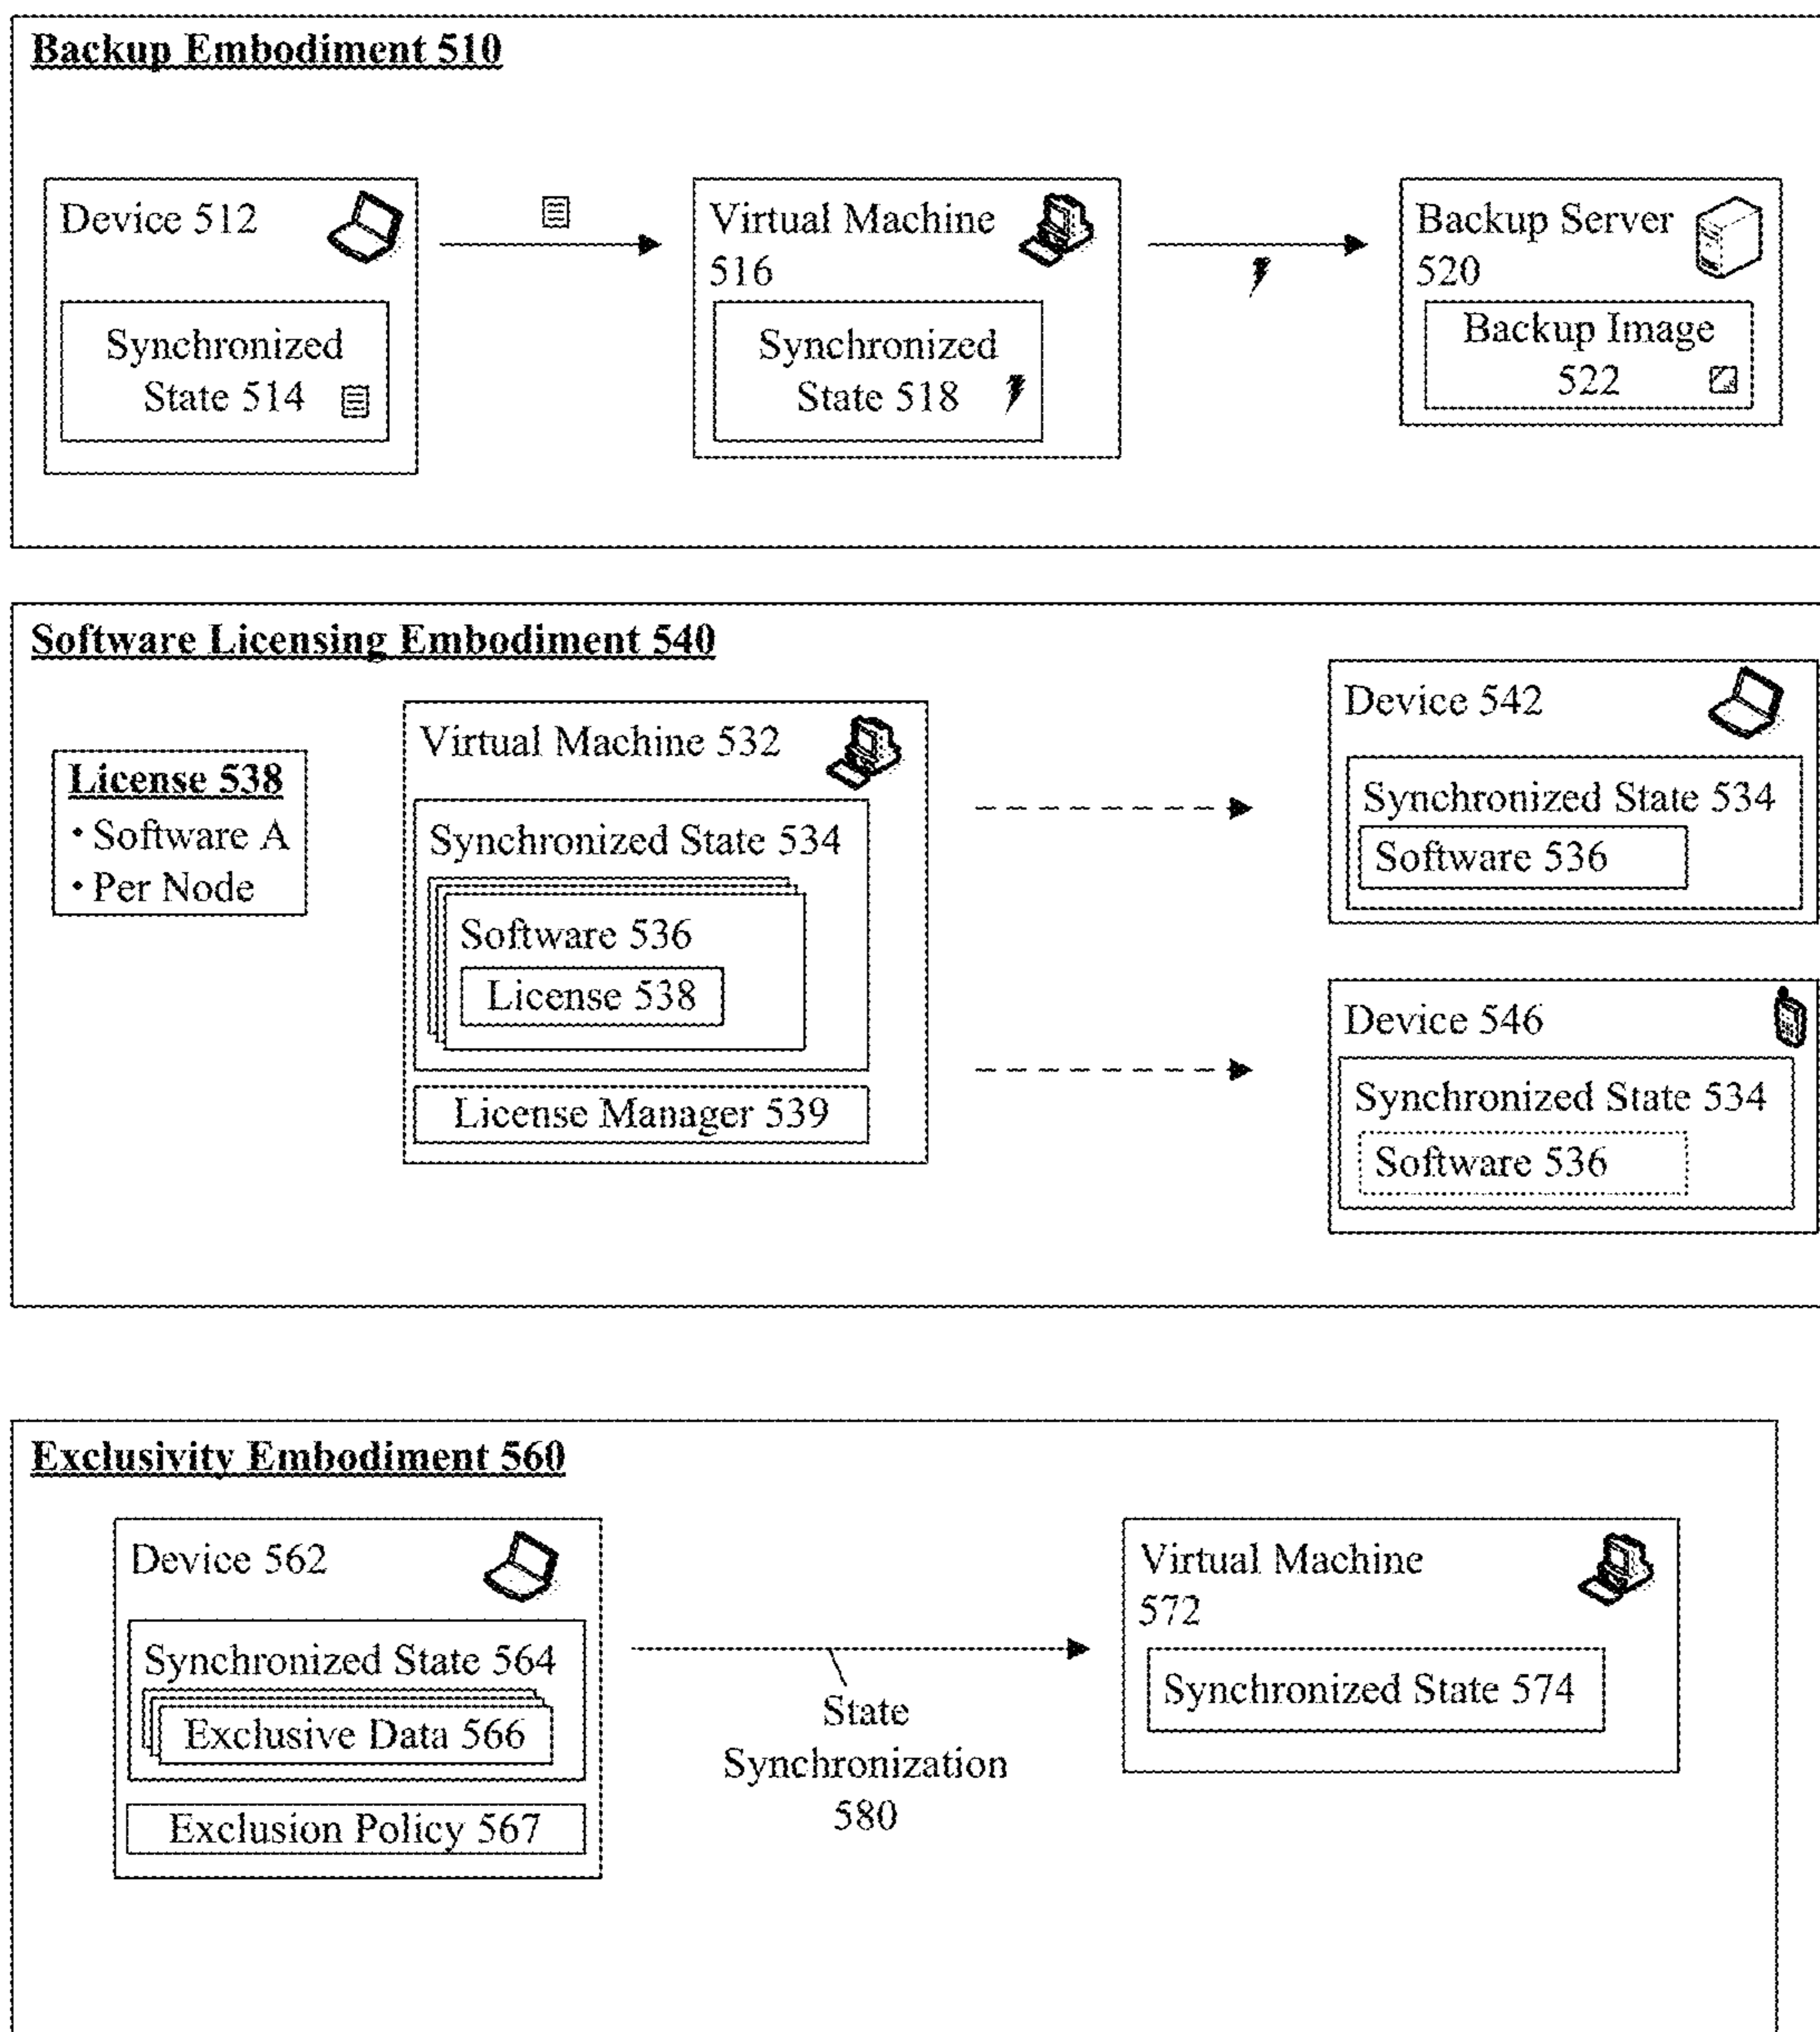 Backup Embodiment 510
Device 512
Synchronized
State 514
Virtual Machine
516
Synchronized
State 518
Backup Server
520
Backup Image
522
Software Licensing Embodiment 540
License 538
• Software A
• Per Node
Virtual Machine 532
Synchronized State 534
Software 536
License 538
License Manager 539
Device 542
Synchronized State 534
Software 536
Device 546
Synchronized State 534
Software 536
Exclusivity Embodiment 560
Device 562
Synchronized State 564
Exclusive Data 566
Exclusion Policy 567
State
Synchronization
580
Virtual Machine
572
Synchronized State 574